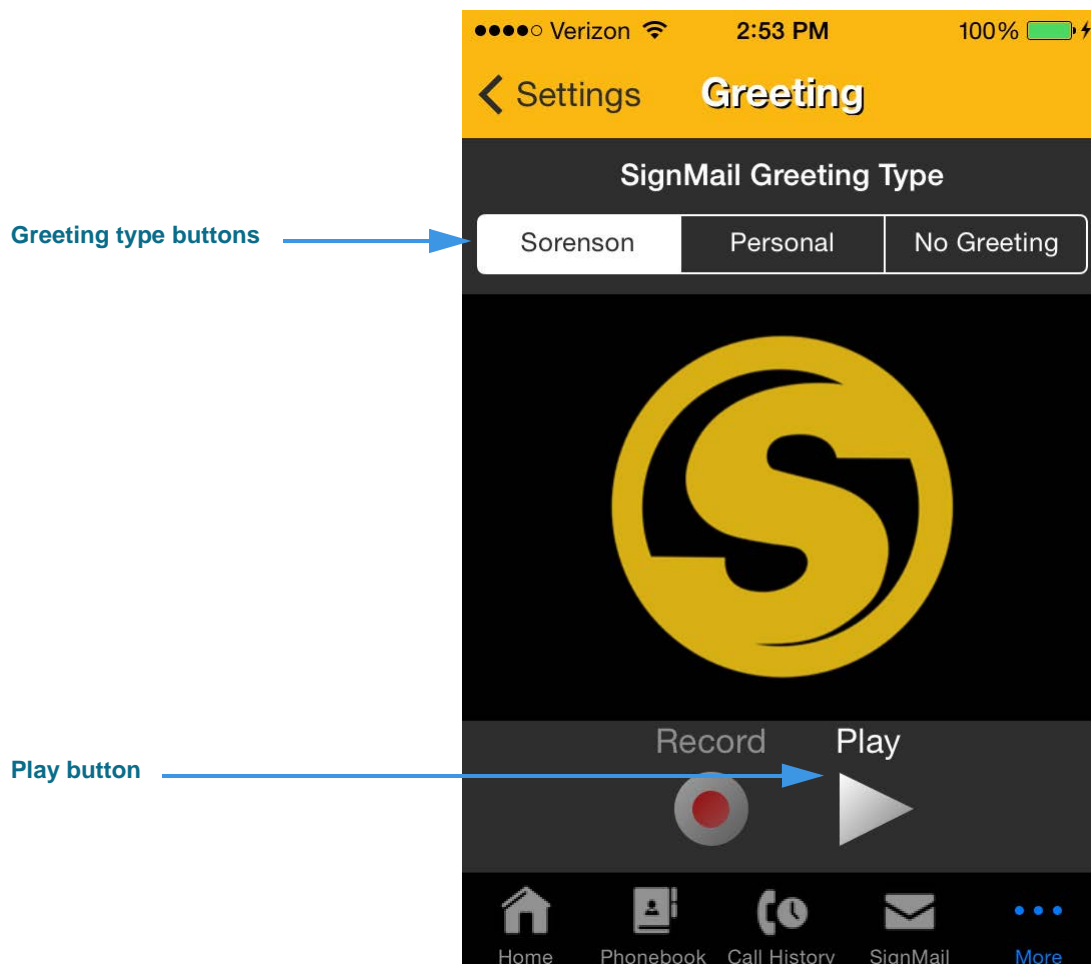 ●●●●○ Verizon 2:53 PM 100%
Settings Greeting
SignMail Greeting Type
Greeting type buttons
Sorenson Personal No Greeting
S
Record Play
Play button
Home Phonebook Call History SignMail More